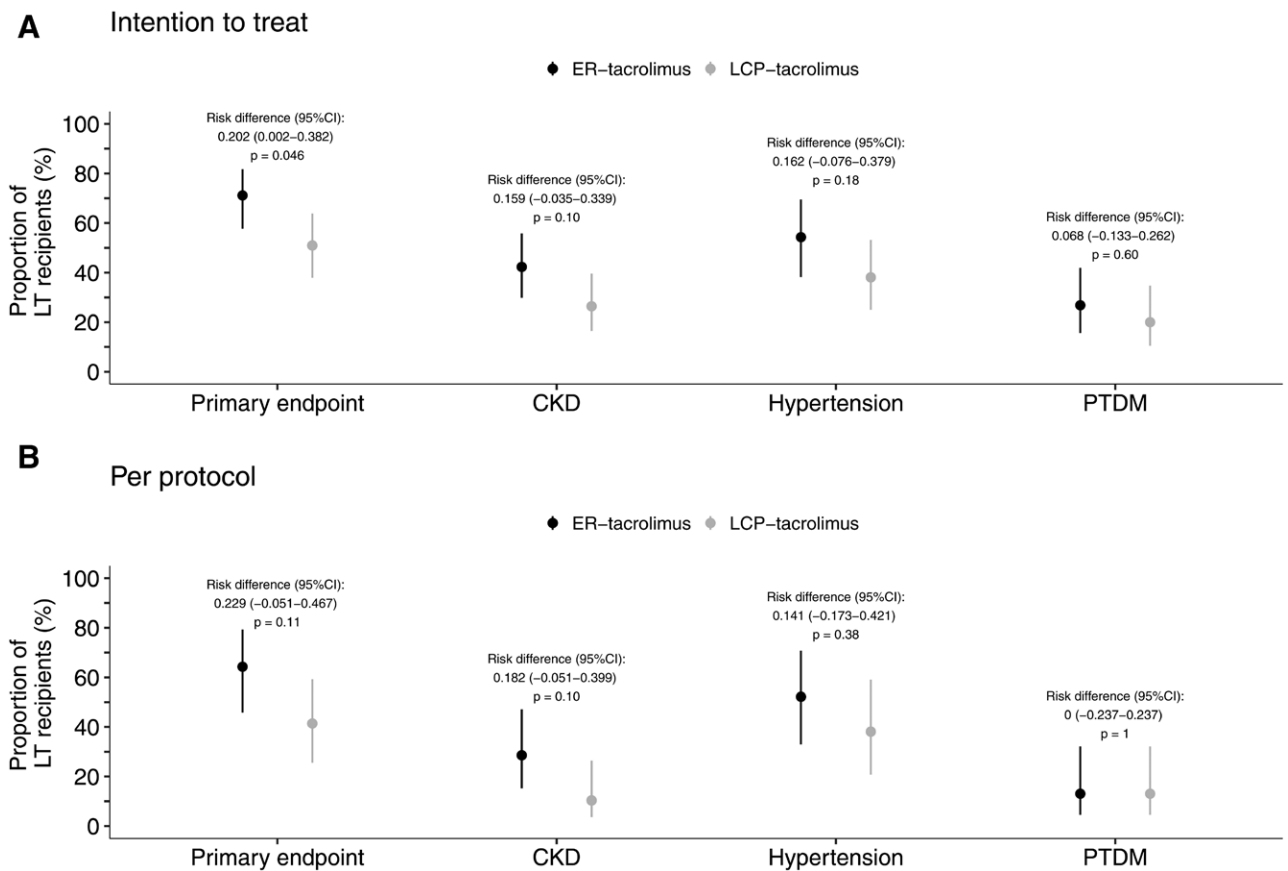 A
Intention to treat
ER−tacrolimus
LCP−tacrolimus
Proportion of
LT recipients (%)
100
80
60
40
20
0
Risk difference (95%CI):
0.202 (0.002−0.382)
p = 0.046
Risk difference (95%CI):
0.159 (−0.035−0.339)
p = 0.10
Risk difference (95%CI):
0.162 (−0.076−0.379)
p = 0.18
Risk difference (95%CI):
0.068 (−0.133−0.262)
p = 0.60
Primary endpoint
CKD
Hypertension
PTDM
B
Per protocol
ER−tacrolimus
LCP−tacrolimus
Proportion of
LT recipients (%)
100
80
60
40
20
0
Risk difference (95%CI):
0.229 (−0.051−0.467)
p = 0.11
Risk difference (95%CI):
0.182 (−0.051−0.399)
p = 0.10
Risk difference (95%CI):
0.141 (−0.173−0.421)
p = 0.38
Risk difference (95%CI):
0 (−0.237−0.237)
p = 1
Primary endpoint
CKD
Hypertension
PTDM